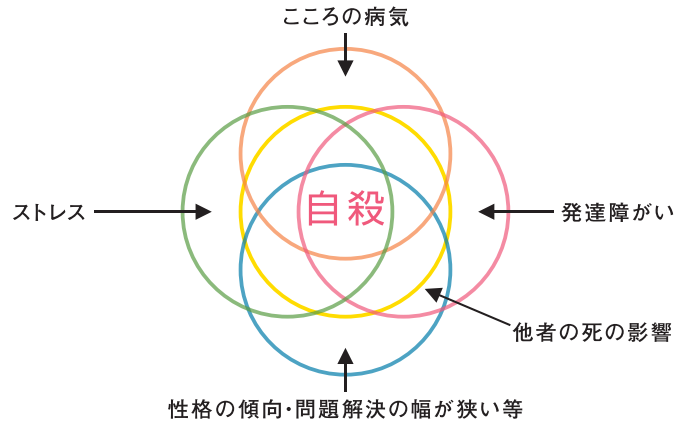 こころの病気
ストレス
自殺
発達障がい
他者の死の影響
性格の傾向・問題解決の幅が狭い等